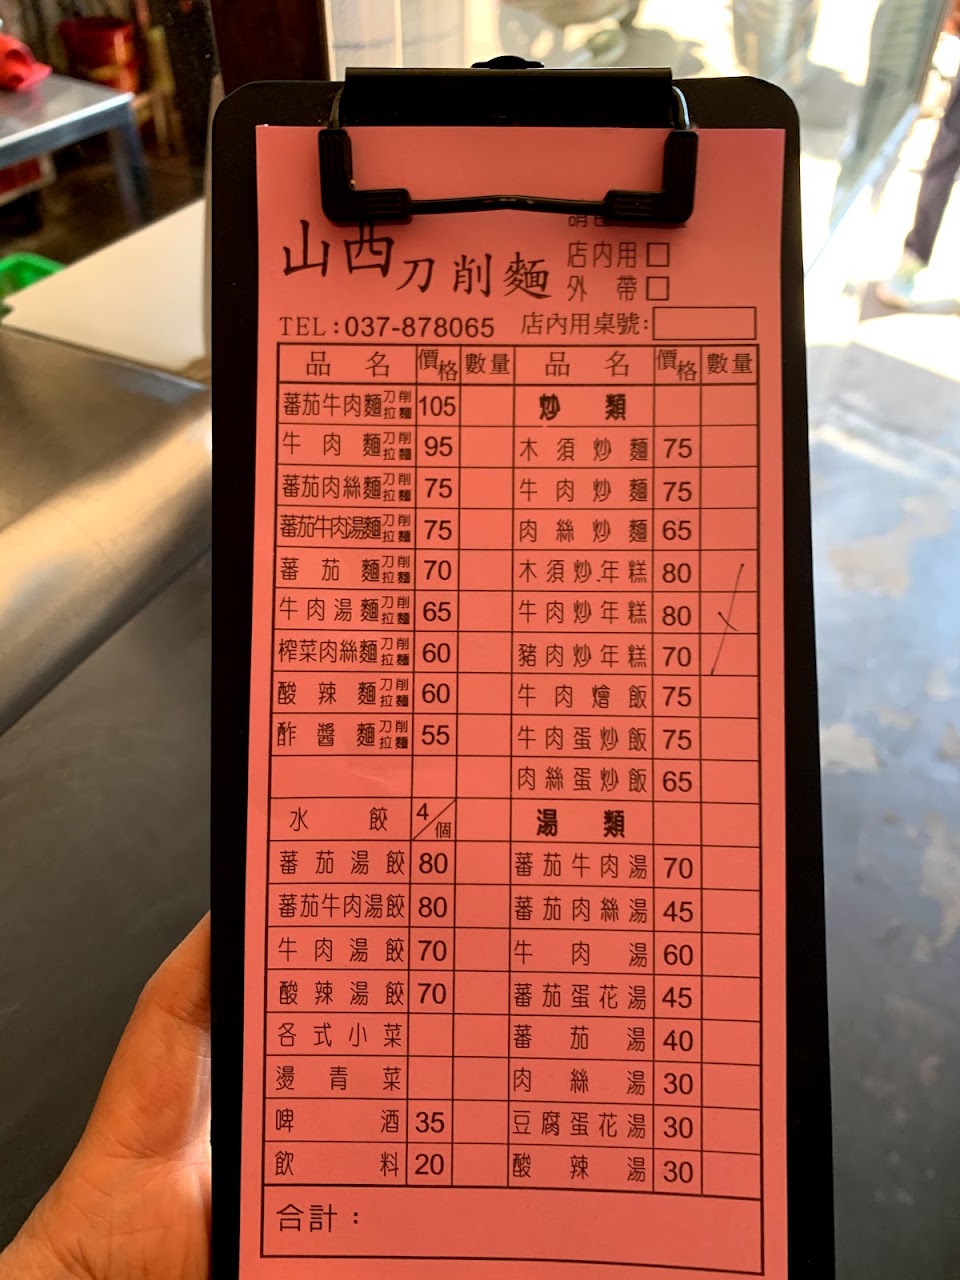 山西刀削麵
店內用□
外帶□
TEL:037-878065 店內用桌號:
品名 價格 數量 品名 價格 數量
蕃茄牛肉麵 刀削 拉麵 105 炒類
牛肉麵 刀削 拉麵 95 木須炒麵 75
蕃茄肉絲麵 刀削 拉麵 75 牛肉炒麵 75
蕃茄牛肉湯麵 刀削 拉麵 75 肉絲炒麵 65
蕃茄麵 刀削 拉麵 70 木須炒年糕 80
牛肉湯麵 刀削 拉麵 65 牛肉炒年糕 80
榨菜肉絲麵 刀削 拉麵 60 豬肉炒年糕 70
酸辣麵 刀削 拉麵 60 牛肉燴飯 75
酢醬麵 刀削 拉麵 55 牛肉蛋炒飯 75
肉絲蛋炒飯 65
水餃 4/個 湯類
蕃茄湯餃 80 蕃茄牛肉湯 70
蕃茄牛肉湯餃 80 蕃茄肉絲湯 45
牛肉湯餃 70 牛肉湯 60
酸辣湯餃 70 蕃茄蛋花湯 45
各式小菜 蕃茄湯 40
燙青菜 肉絲湯 30
啤酒 35 豆腐蛋花湯 30
飲料 20 酸辣湯 30
合計：